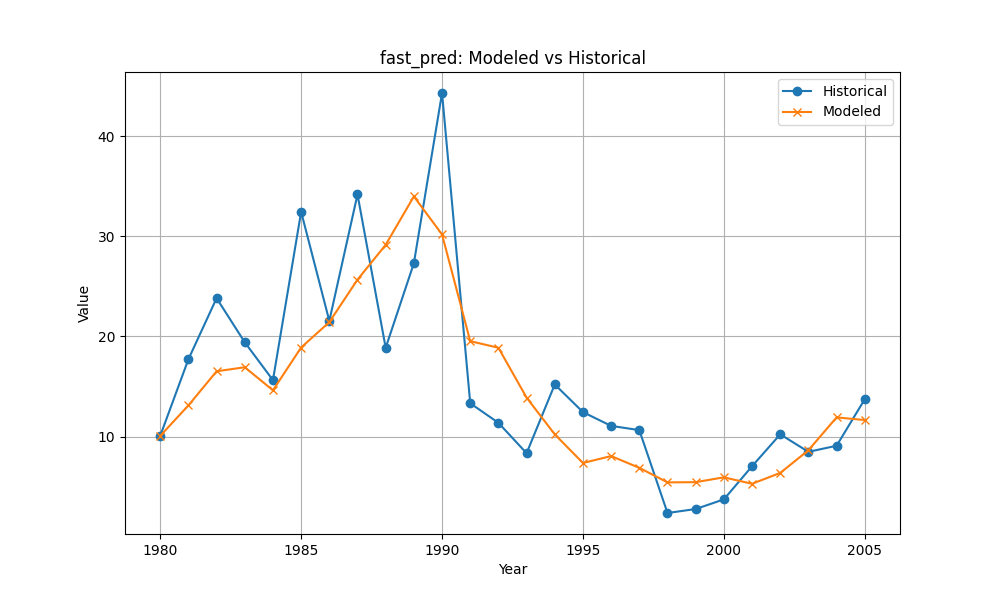 fast_pred: Modeled vs Historical
Historical
Modeled
Value
40
30
20
10
1980 1985 1990 1995 2000 2005
Year